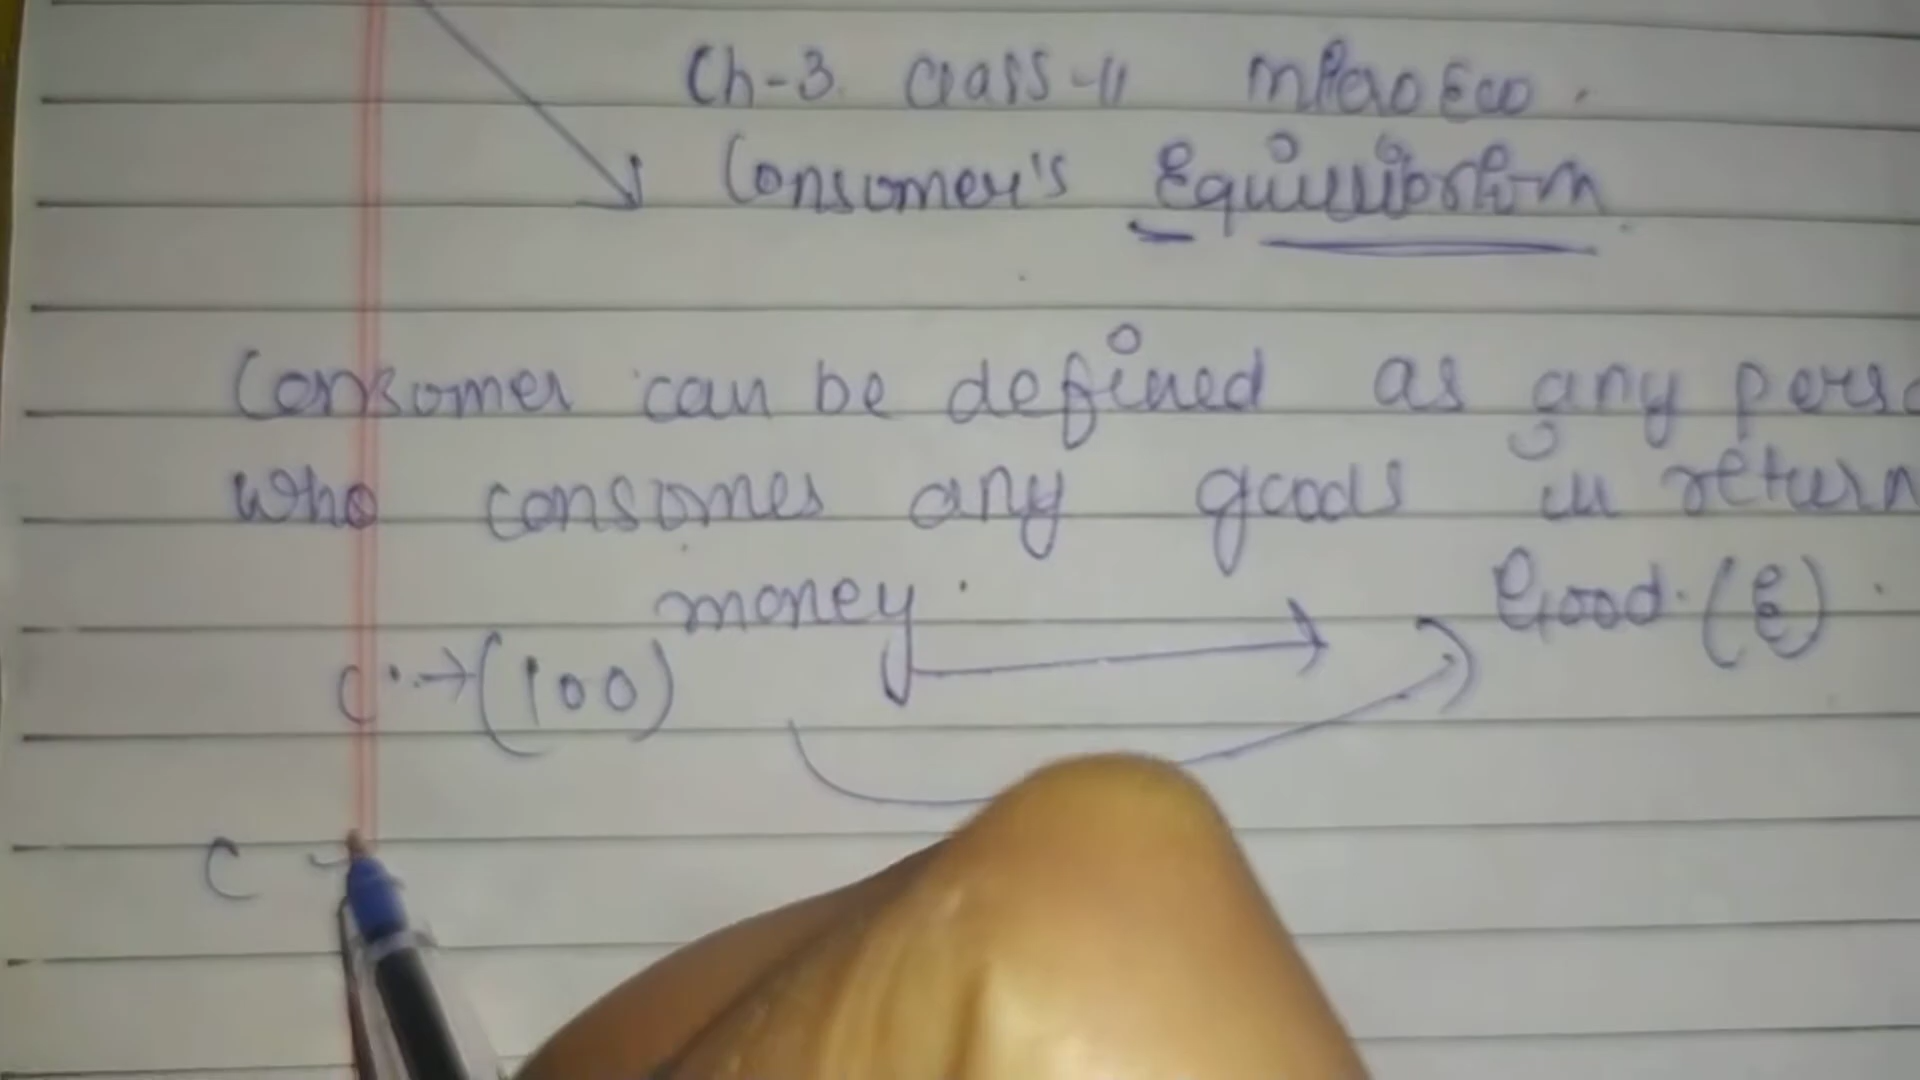 Ch-3. Class-11 Micro Eco.
Consumer's Equilibrium
Consumer can be defined as any perso
who consumes any goods in return
money.
Good. (
C → (100)
C